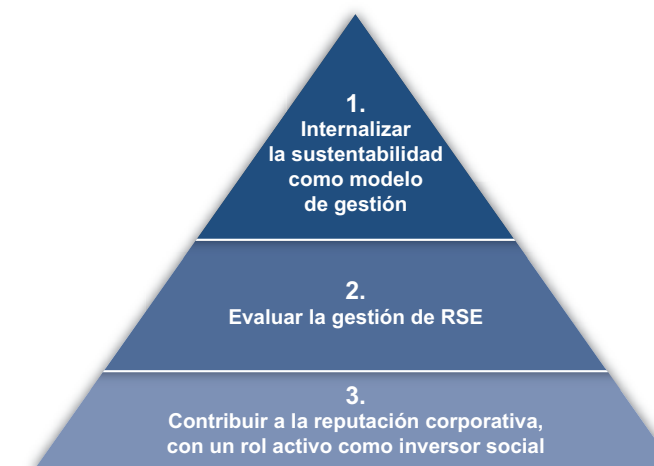 1.
Internalizar
la sustentabilidad
como modelo
de gestión
2.
Evaluar la gestión de RSE
3.
Contribuir a la reputación corporativa,
con un rol activo como inversor social